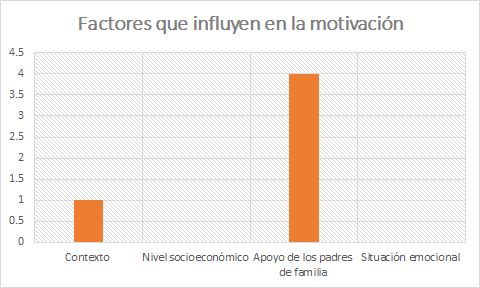 Factores que influyen en la motivación
4.5
4
3.5
3
2.5
2
1.5
1
0.5
0
Contexto
Nivel socioeconómico
Apoyo de los padres
de familia
Situación emocional